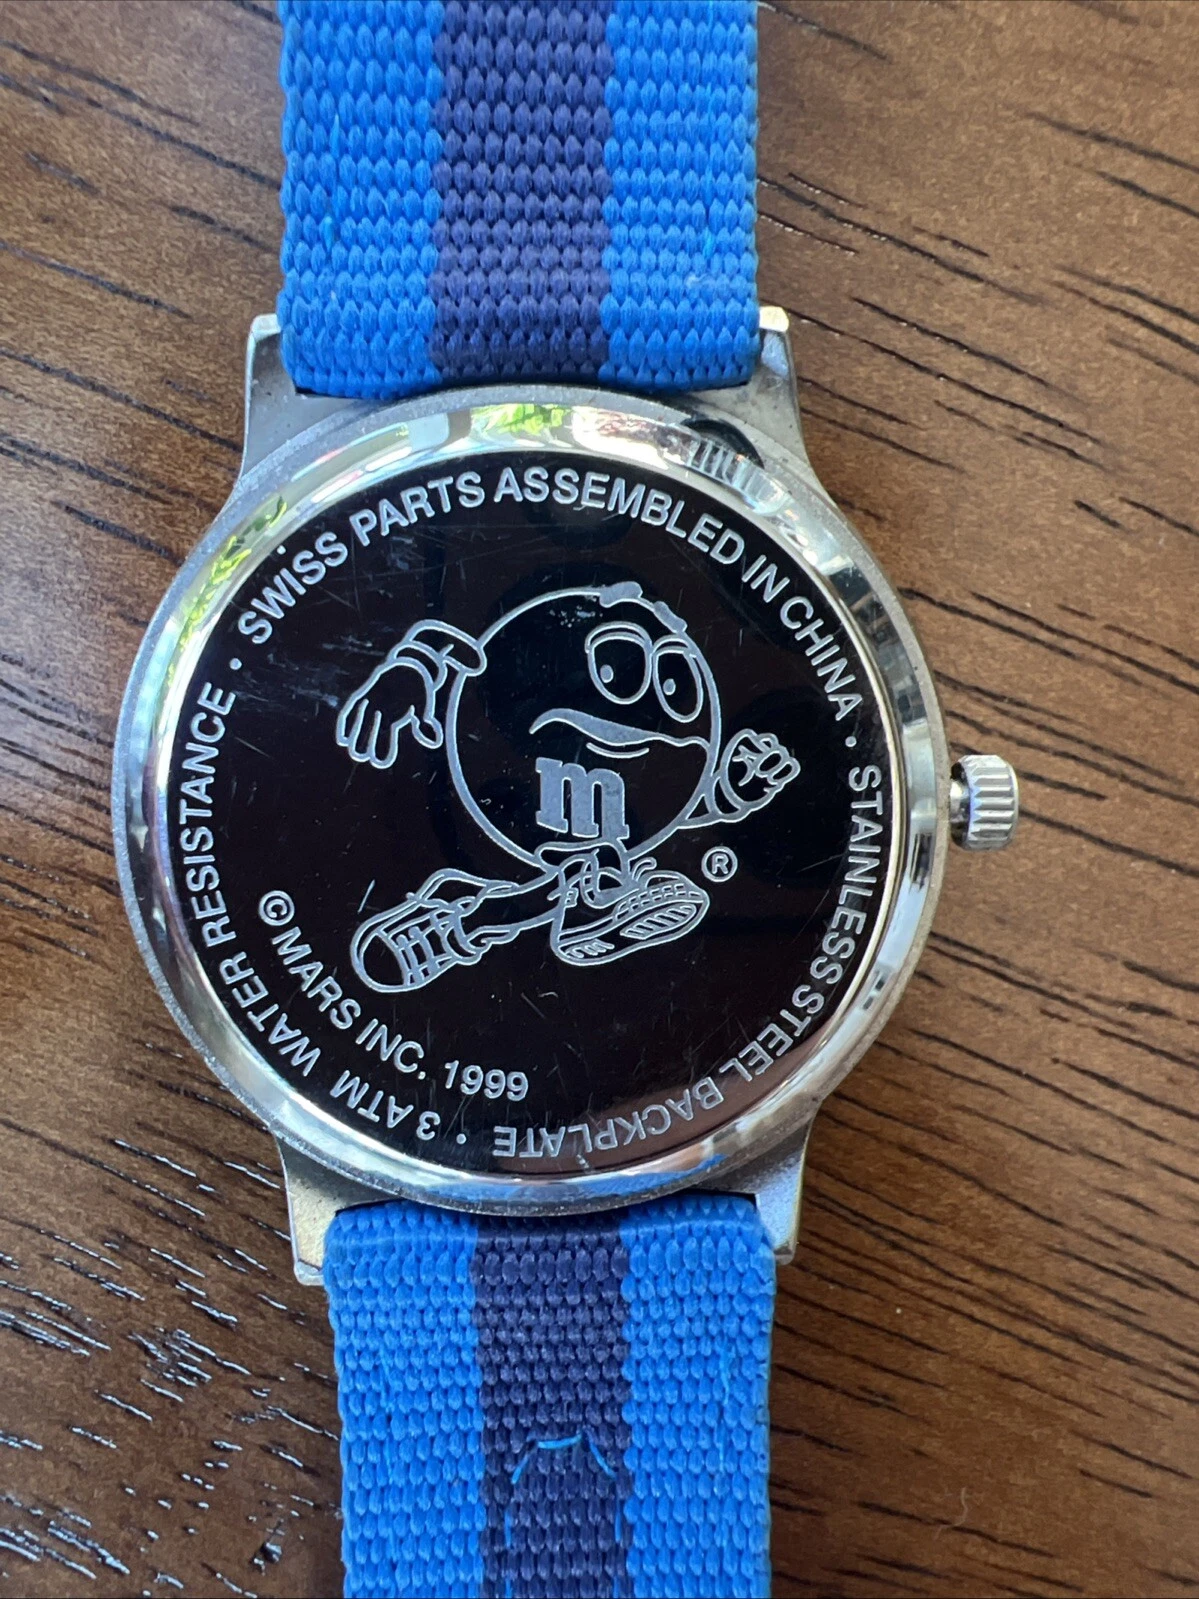 • SWISS PARTS ASSEMBLED IN CHINA • STAINLESS STEEL BACKPLATE • 3 ATM WATER RESISTANCE
m
®
© MARS INC. 1999